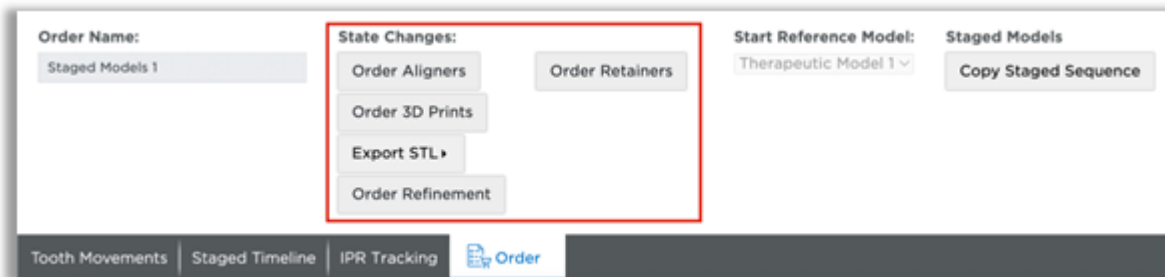 Order Name:
Staged Models 1
State Changes:
Order Aligners
Order Retainers
Order 3D Prints
Export STL
Order Refinement
Start Reference Model:
Therapeutic Model 1
Staged Models
Copy Staged Sequence
Tooth Movements
Staged Timeline
IPR Tracking
Order